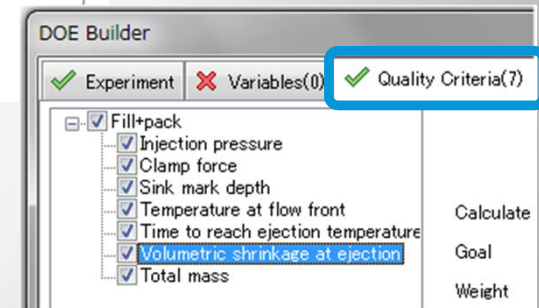 DOE Builder
Experiment Variables(0) Quality Criteria(7)
Fill+pack
Injection pressure
Clamp force
Sink mark depth
Temperature at flow front
Calculate
Time to reach ejection temperature
Volumetric shrinkage at ejection
Goal
Total mass
Weight